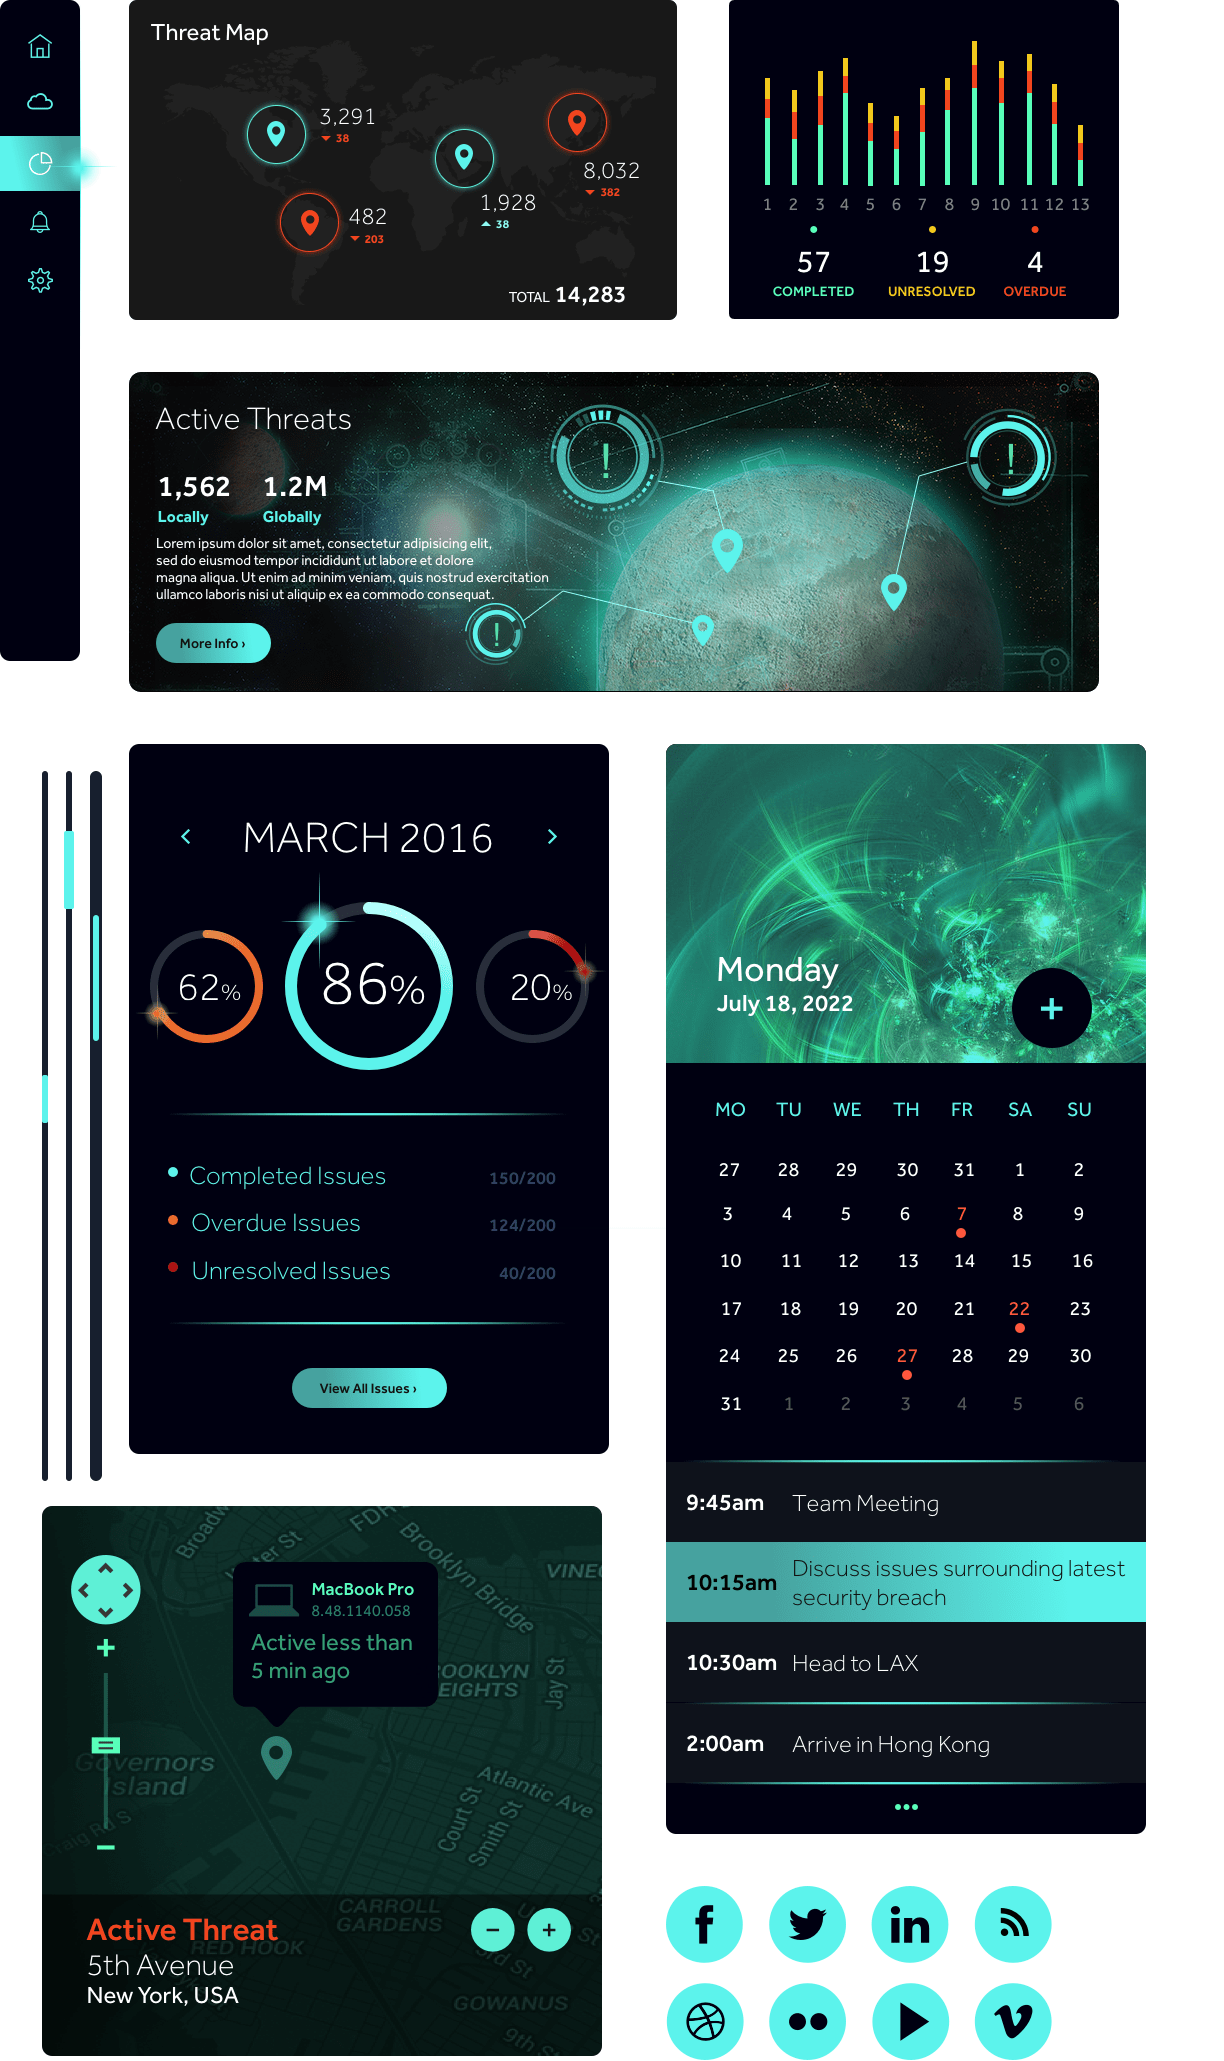 Threat Map
3,291
38
8,032
382
1,928
38
482
203
TOTAL 14,283
1 2 3 4 5 6 7 8 9 10 11 12 13
57 19 4
COMPLETED UNRESOLVED OVERDUE
Active Threats
1,562 1.2M
Locally Globally
Lorem ipsum dolor sit amet, consectetur adipisicing elit,
sed do eiusmod tempor incididunt ut labore et dolore
magna aliqua. Ut enim ad minim veniam, quis nostrud exercitation
ullamco laboris nisi ut aliquip ex ea commodo consequat.
More Info ›
! ! !
MARCH 2016
62% 86% 20%
Completed Issues 150/200
Overdue Issues 124/200
Unresolved Issues 40/200
View All Issues ›
Monday
July 18, 2022
+
MO TU WE TH FR SA SU
27 28 29 30 31 1 2
3 4 5 6 7 8 9
10 11 12 13 14 15 16
17 18 19 20 21 22 23
24 25 26 27 28 29 30
31 1 2 3 4 5 6
9:45am Team Meeting
10:15am Discuss issues surrounding latest
security breach
10:30am Head to LAX
2:00am Arrive in Hong Kong
FDR
Brooklyn Bridge
MacBook Pro
8.48.1140.058
Active less than
5 min ago
Jay St
Governors
Island
Atlantic Ave
Court St
Smith St
Craig Rd S
CARROLL
GARDENS
RED HOOK
GOWANUS
9th St
Active Threat
5th Avenue
New York, USA
f
in